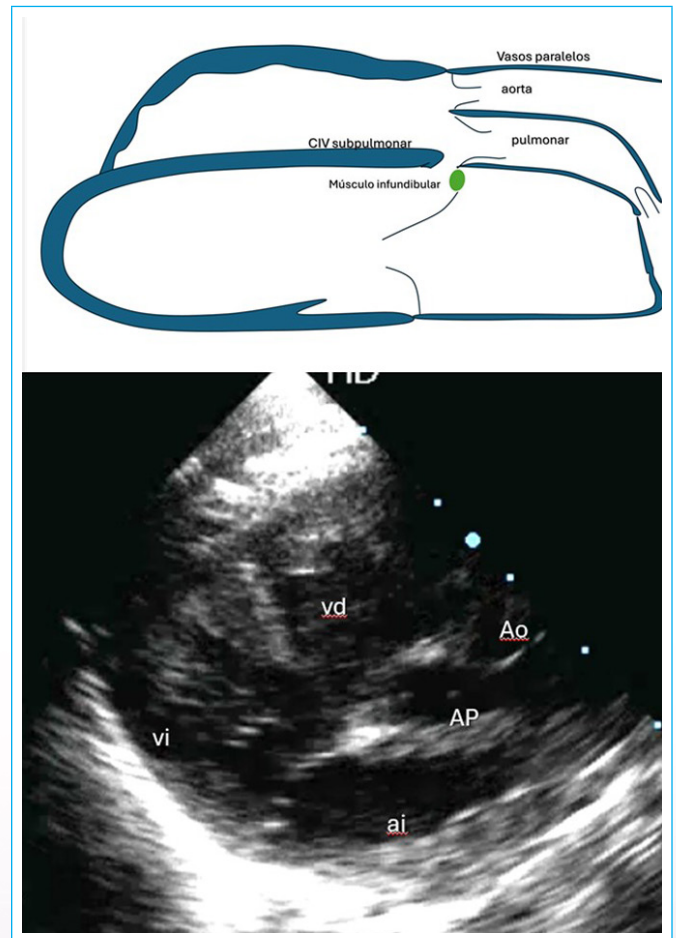 Vasos paralelos
aorta
pulmonar
CIV subpulmonar
Músculo infundibular
vd
Ao
AP
vi
ai